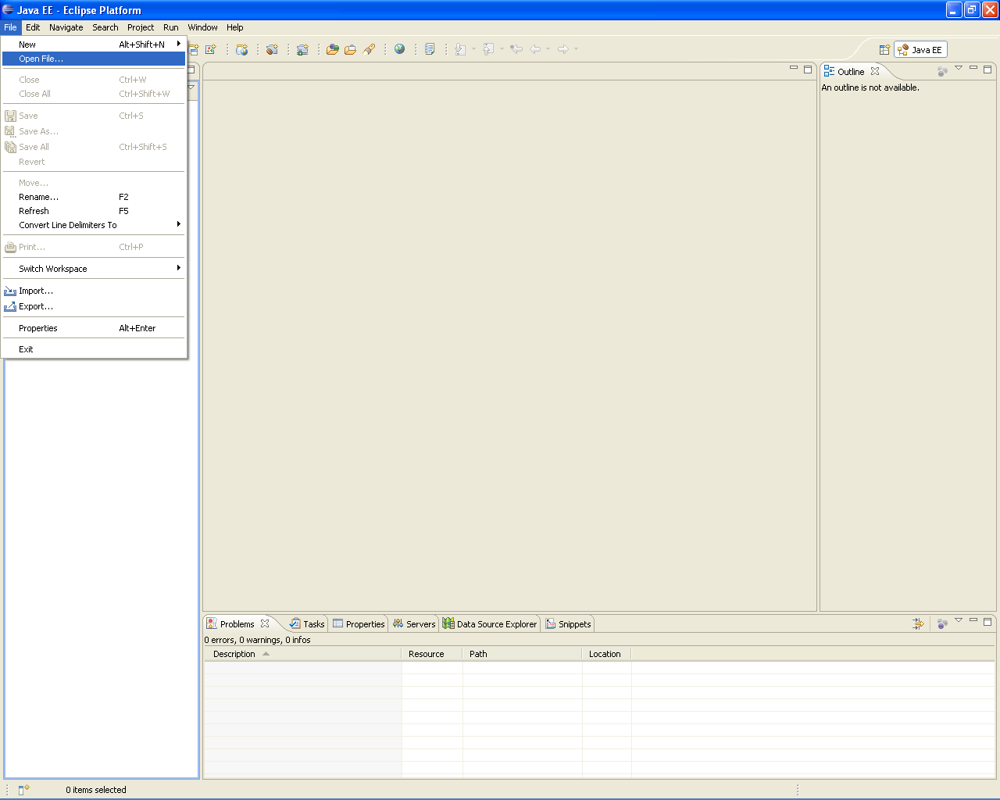 Java EE - Eclipse Platform
File Edit Navigate Search Project Run Window Help
New Alt+Shift+N
Open File...
Close Ctrl+W
Close All Ctrl+Shift+W
Save Ctrl+S
Save As...
Save All Ctrl+Shift+S
Revert
Move...
Rename... F2
Refresh F5
Convert Line Delimiters To
Print... Ctrl+P
Switch Workspace
Import...
Export...
Properties Alt+Enter
Exit
Java EE
Outline
An outline is not available.
Problems Tasks Properties Servers Data Source Explorer Snippets
0 errors, 0 warnings, 0 infos
Description Resource Path Location
0 items selected